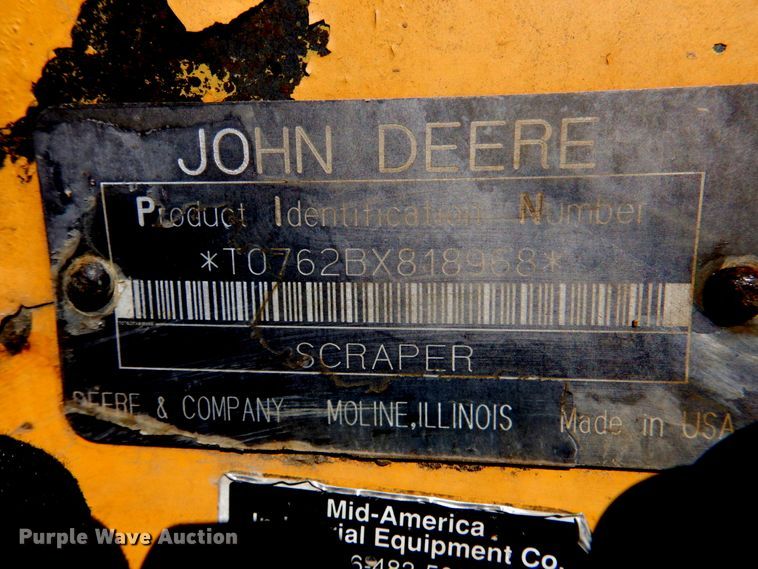 JOHN DEERE
Product Identification Number
*T0762BX818968*
SCRAPER
DEERE & COMPANY MOLINE, ILLINOIS Made in USA
Mid-America
Equipment Co.
Purple Wave Auction